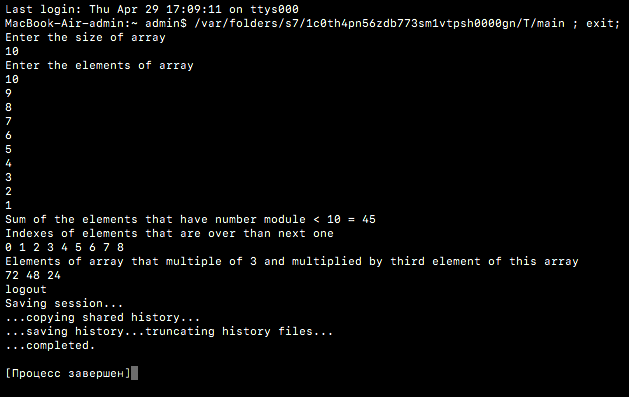 Last login: Thu Apr 29 17:09:11 on ttys000
MacBook-Air-admin:~ admin$ /var/folders/s7/1c0th4pn56zdb773sm1vtpsh0000gn/T/main ; exit;
Enter the size of array
10
Enter the elements of array
10
9
8
7
6
5
4
3
2
1
Sum of the elements that have number module < 10 = 45
Indexes of elements that are over than next one
0 1 2 3 4 5 6 7 8
Elements of array that multiple of 3 and multiplied by third element of this array
72 48 24
logout
Saving session...
...copying shared history...
...saving history...truncating history files...
...completed.
[Процесс завершен]